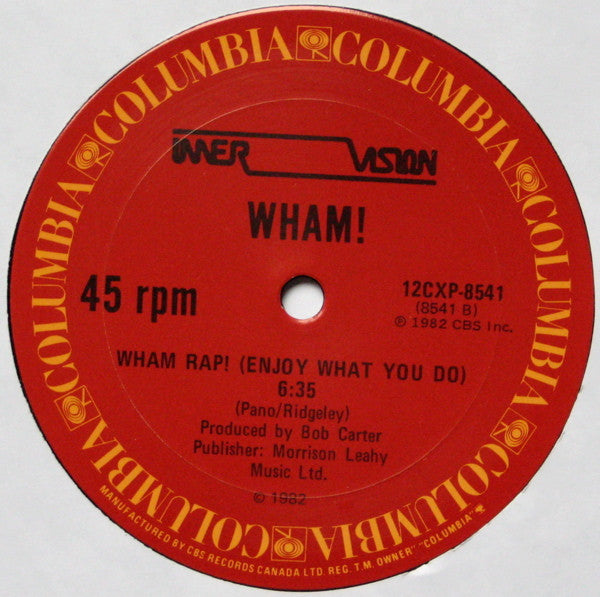 COLUMBIA COLUMBIA COLUMBIA COLUMBIA COLUMBIA COLUMBIA COLUMBIA COLUMBIA
INNER VISION
WHAM!
45 rpm
12CXP-8541
(8541 B)
℗ 1982 CBS Inc.
WHAM RAP! (ENJOY WHAT YOU DO)
6:35
(Pano/Ridgeley)
Produced by Bob Carter
Publisher: Morrison Leahy
Music Ltd.
© 1982
MANUFACTURED BY CBS RECORDS CANADA LTD. REG. T.M. OWNER "COLUMBIA"